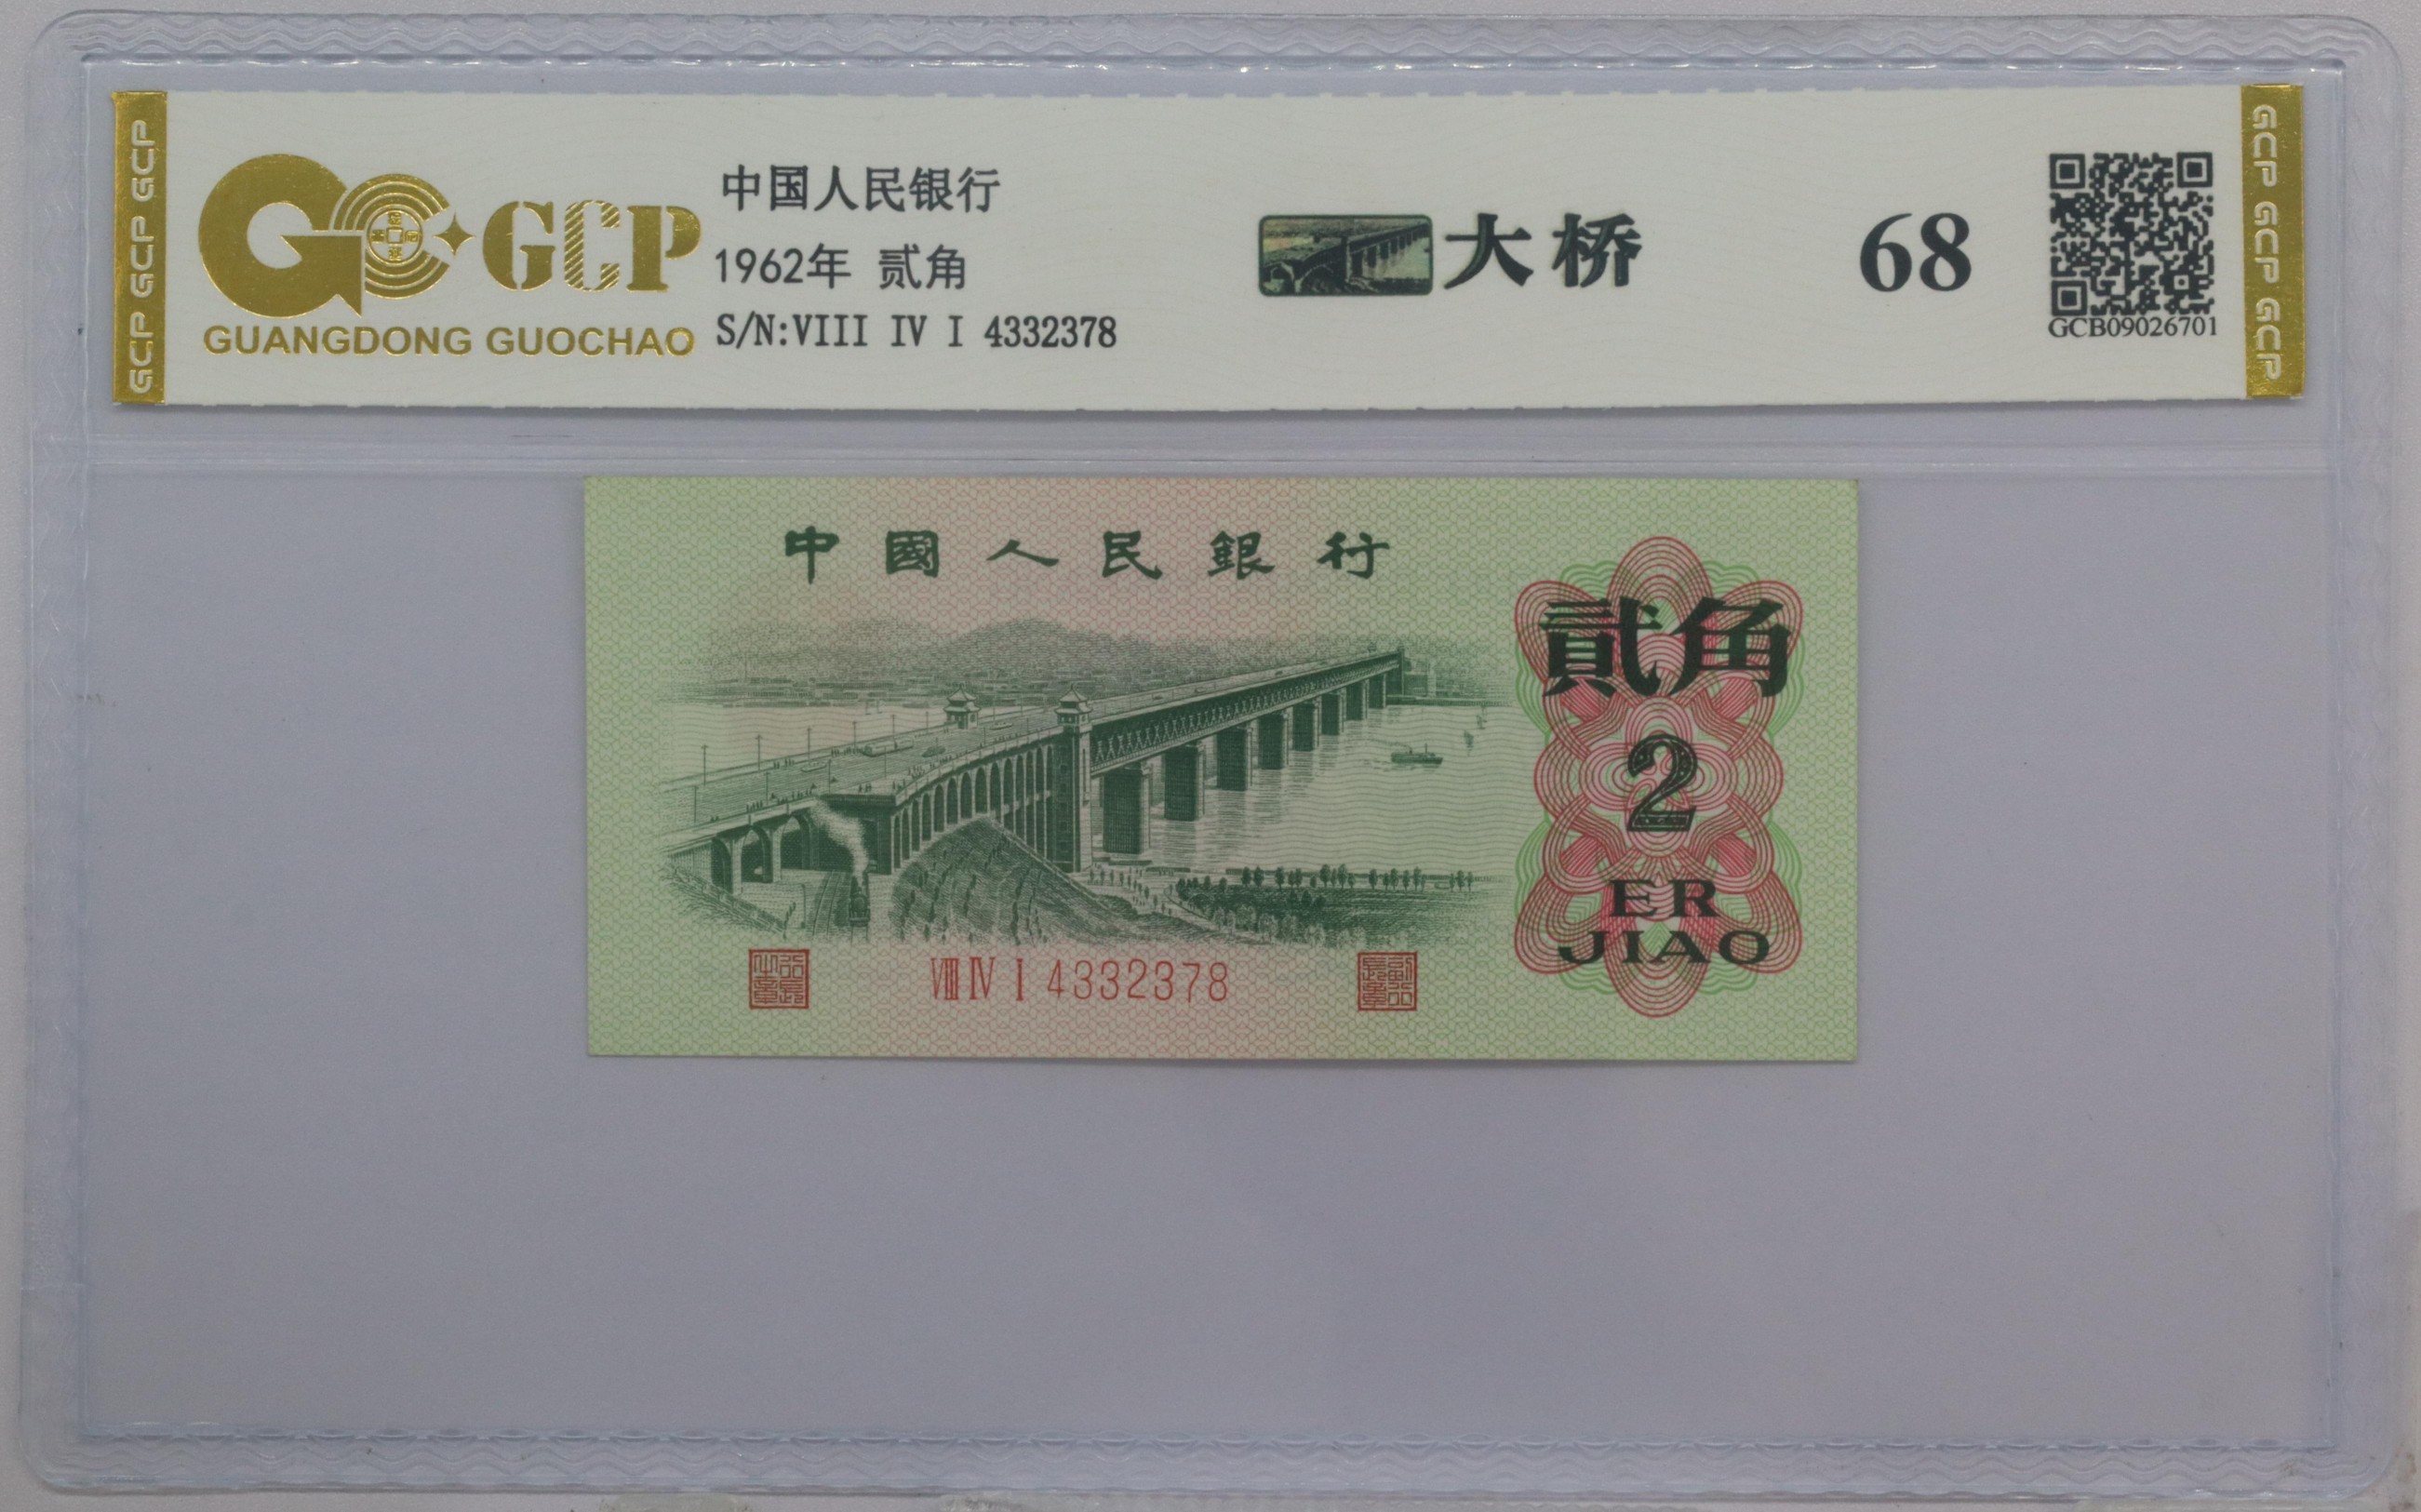 GCP GCP GCP
GCP
GUANGDONG GUOCHAO
中国人民银行
1962年 贰角
S/N:VIII IV I 4332378
大桥
68
GCB09026701
GCP GCP GCP
中國人民銀行
貳角
2
ER
JIAO
VIII IV I 4332378